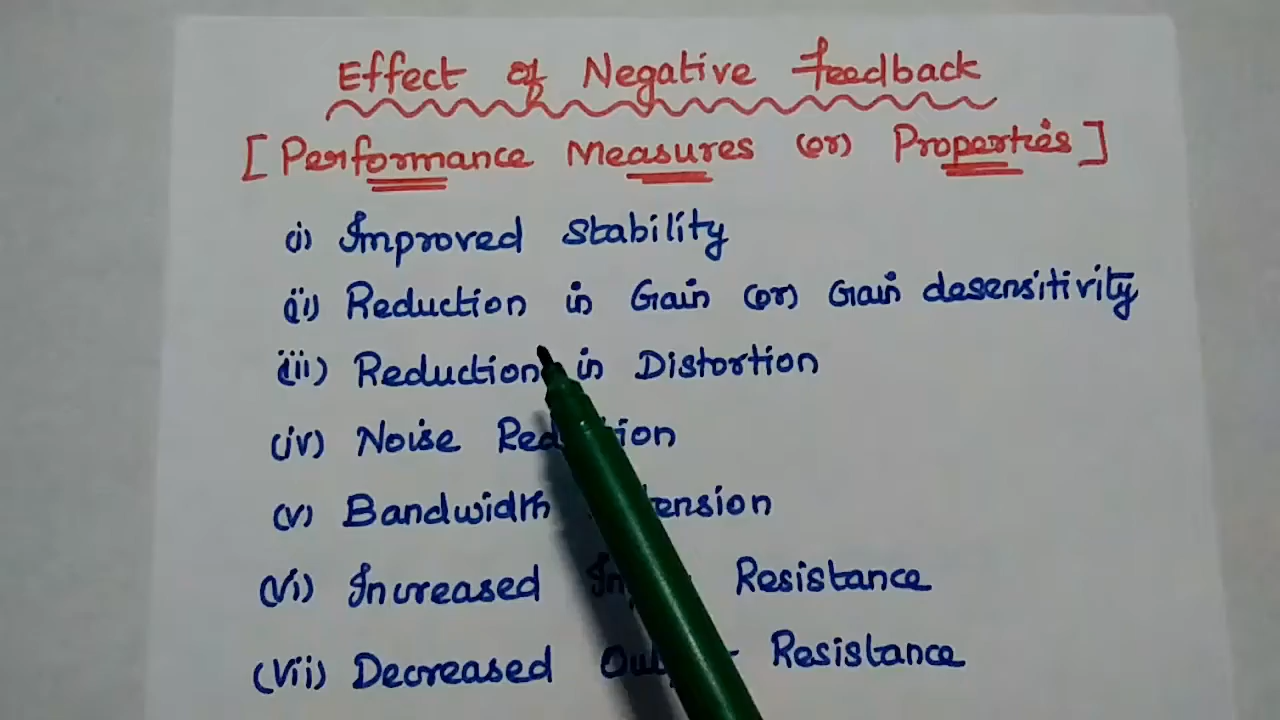 Effect of Negative Feedback
[Performance Measures (or) Properties]
(i) Improved Stability
(ii) Reduction in Gain (or) Gain desensitivity
(iii) Reduction in Distortion
(iv) Noise
(v) Bandwidth
(vi) Increased Resistance
(vii) Decreased Resistance